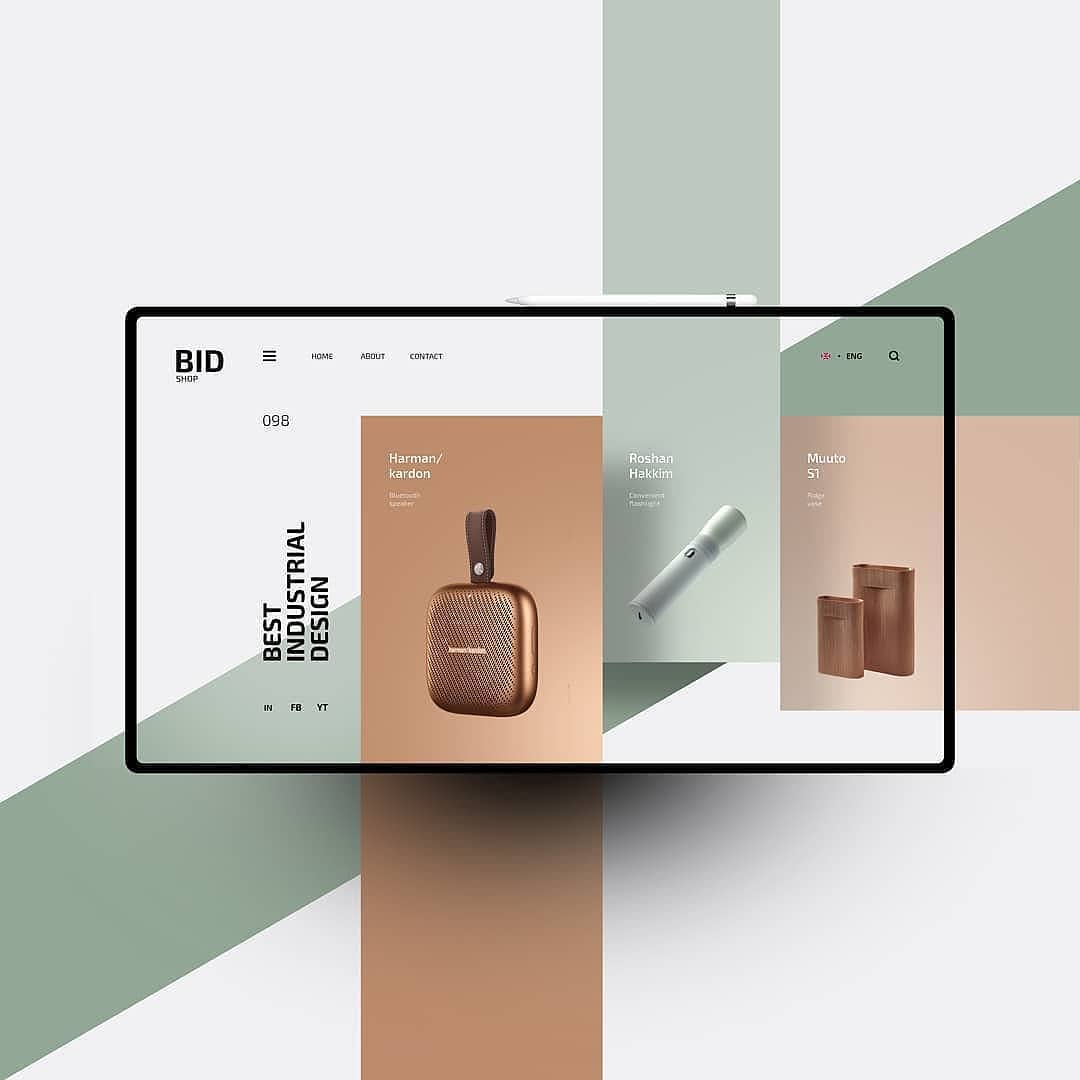 BID
SHOP
HOME
ABOUT
CONTACT
ENG
098
BEST
INDUSTRIAL
DESIGN
IN
FB
YT
Harman/
kardon
Bluetooth
speaker
Roshan
Hakkim
Convenient
flashlight
Muuto
S1
Ridge
vase